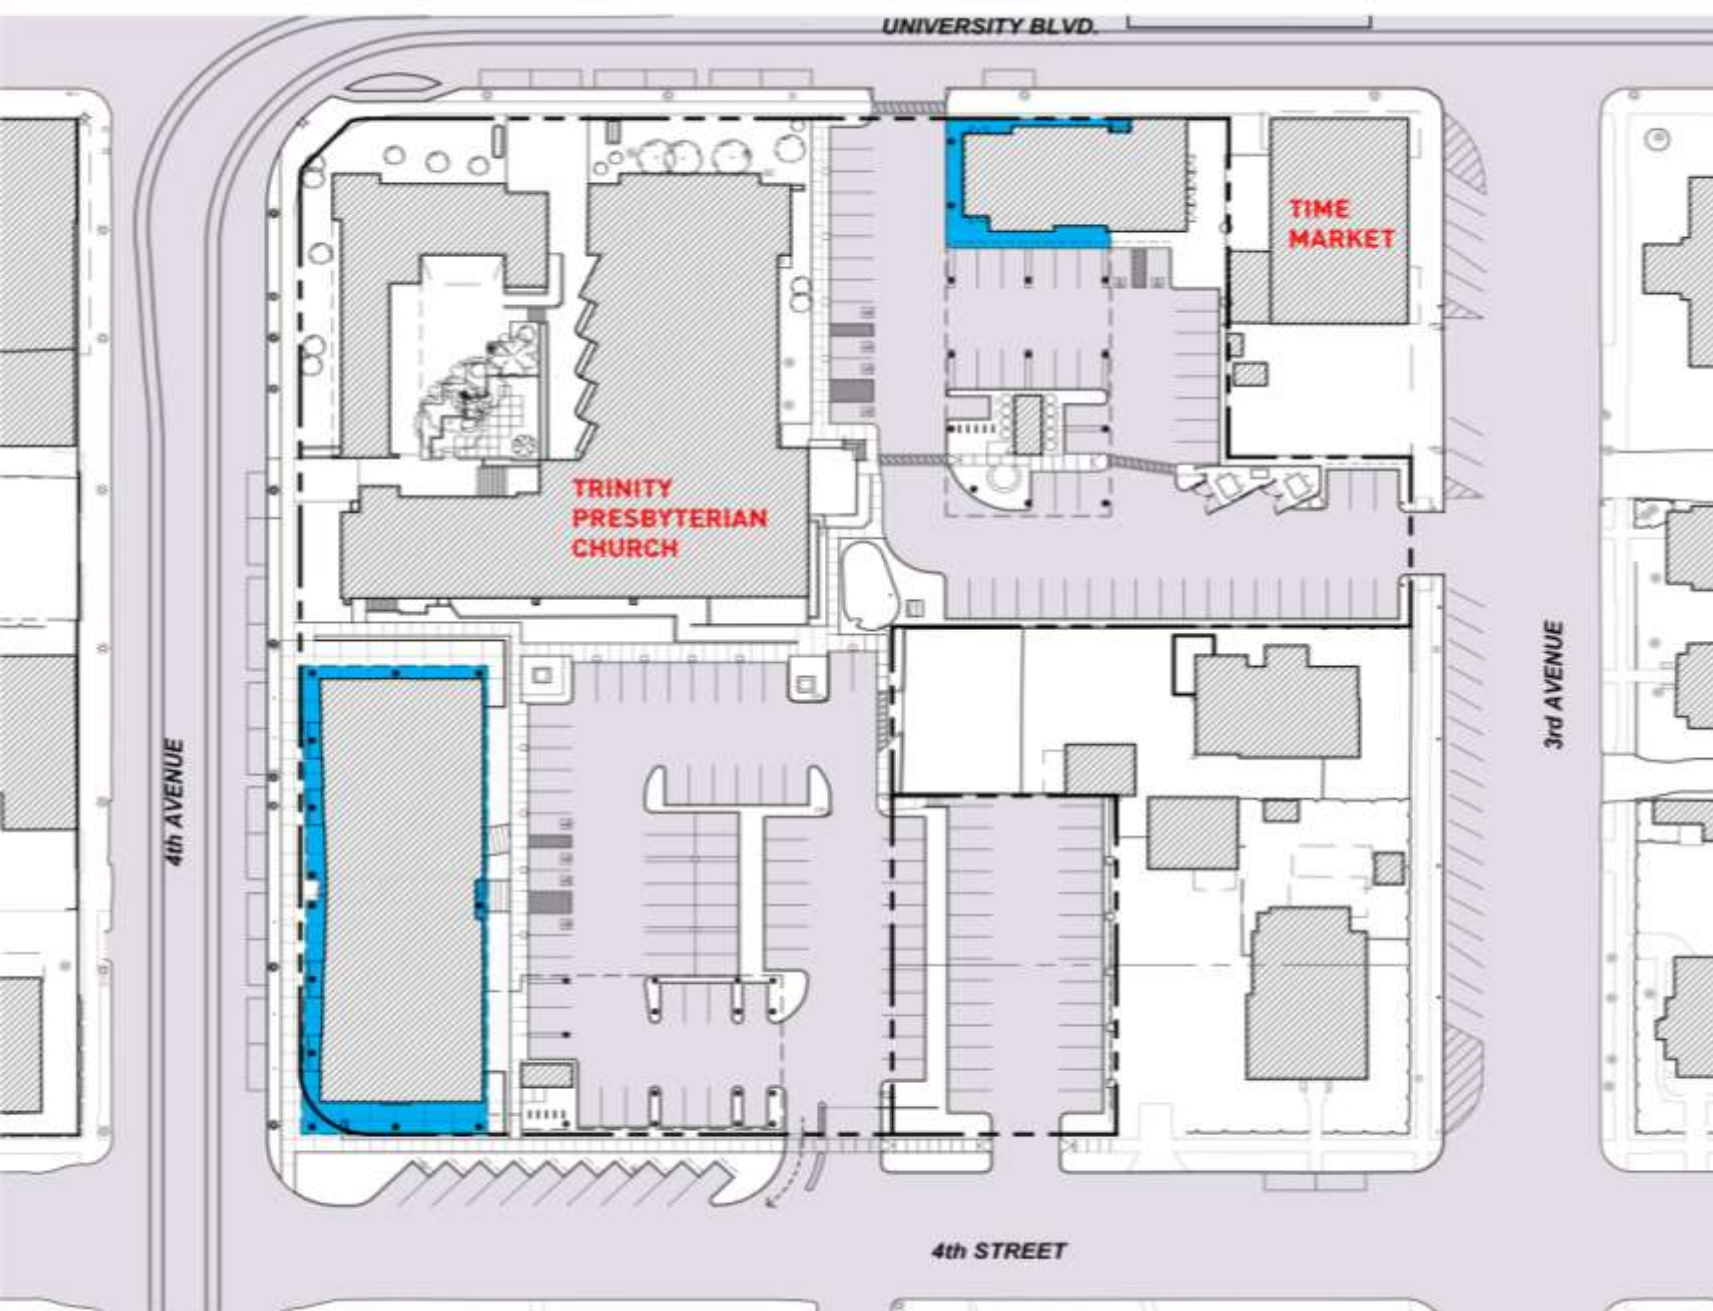 UNIVERSITY BLVD.
TIME
MARKET
TRINITY
PRESBYTERIAN
CHURCH
4th AVENUE
3rd AVENUE
4th STREET